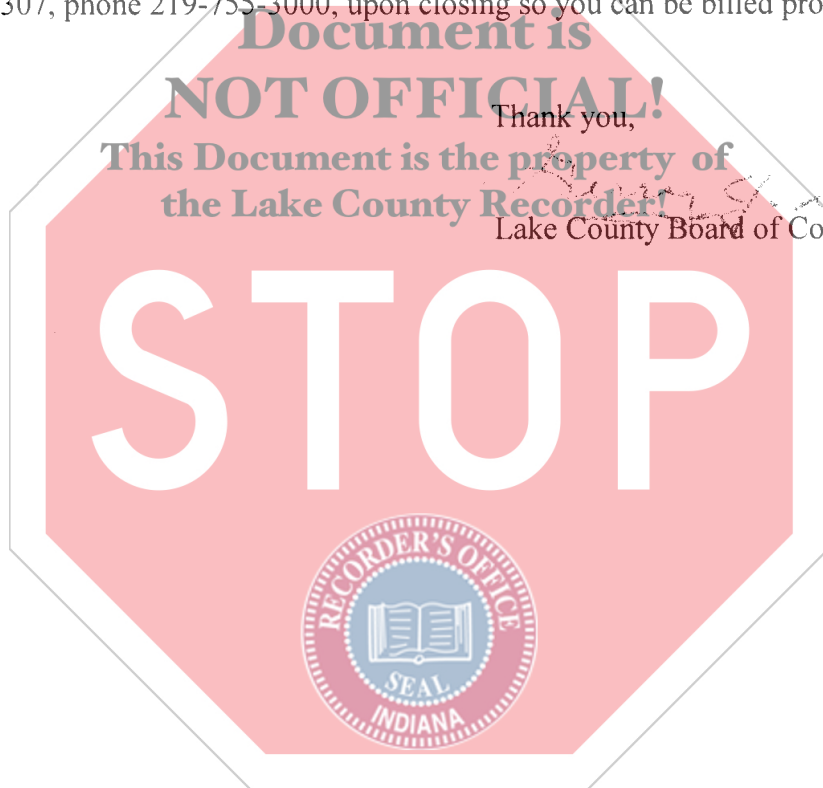 307, phone 219-755-3000, upon closing so you can be billed pro
Document is
NOT OFFICIAL!
Thank you,
This Document is the property of
the Lake County Recorder!
Lake County Board of Co
STOP
RECORDER'S OFFICE
SEAL
INDIANA